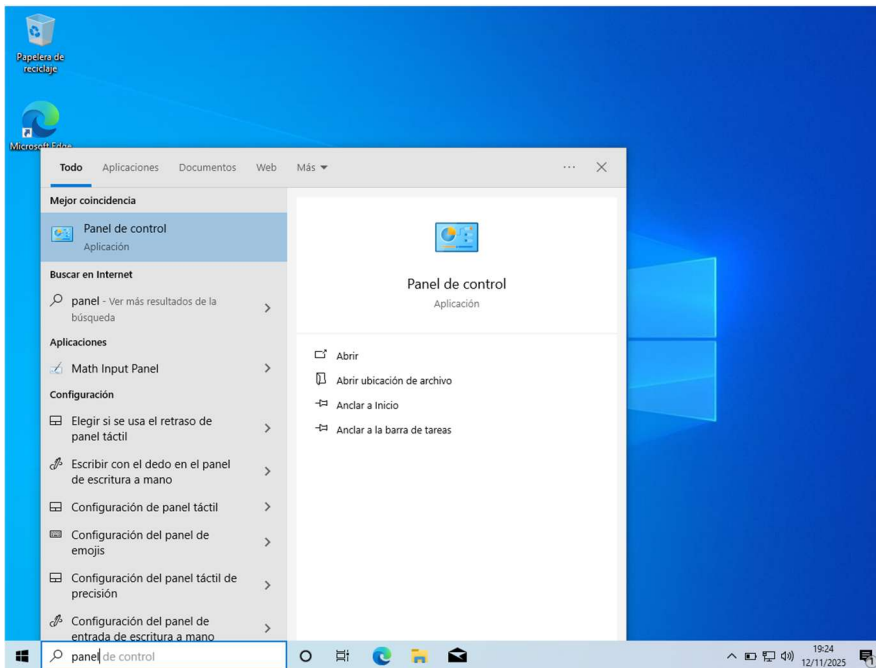 Papelera de
reciclaje
Microsoft Edge
Todo Aplicaciones Documentos Web Más
Mejor coincidencia
Panel de control
Aplicación
Buscar en Internet
panel - Ver más resultados de la
búsqueda
Aplicaciones
Math Input Panel
Configuración
Elegir si se usa el retraso de
panel táctil
Escribir con el dedo en el panel
de escritura a mano
Configuración de panel táctil
Configuración del panel de
emojis
Configuración del panel táctil de
precisión
Configuración del panel de
entrada de escritura a mano
Panel de control
Aplicación
Abrir
Abrir ubicación de archivo
Anclar a Inicio
Anclar a la barra de tareas
panel de control
19:24
12/11/2025
1